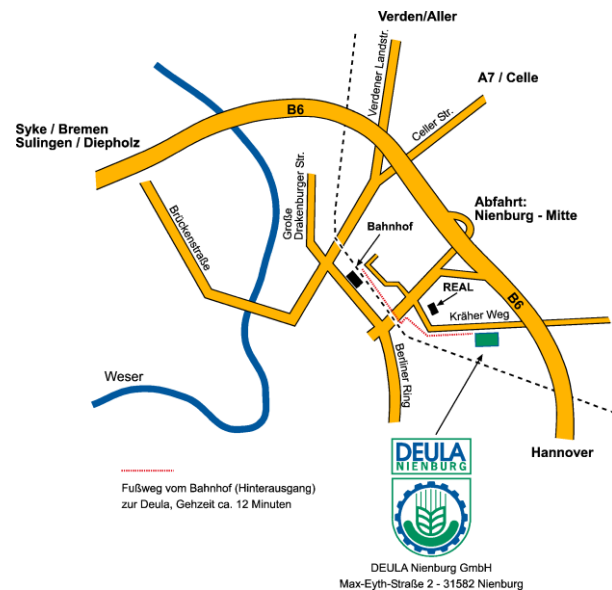 Verden/Aller
A7 / Celle
Verdener Landstr.
Celler Str.
B6
Syke / Bremen
Sulingen / Diepholz
Große
Drakenburger Str.
Abfahrt:
Nienburg - Mitte
Brückenstraße
Bahnhof
REAL
B6
Kräher Weg
Weser
Berliner Ring
Hannover
DEULA
NIENBURG
Fußweg vom Bahnhof (Hinterausgang)
zur Deula, Gehzeit ca. 12 Minuten
DEULA Nienburg GmbH
Max-Eyth-Straße 2 - 31582 Nienburg